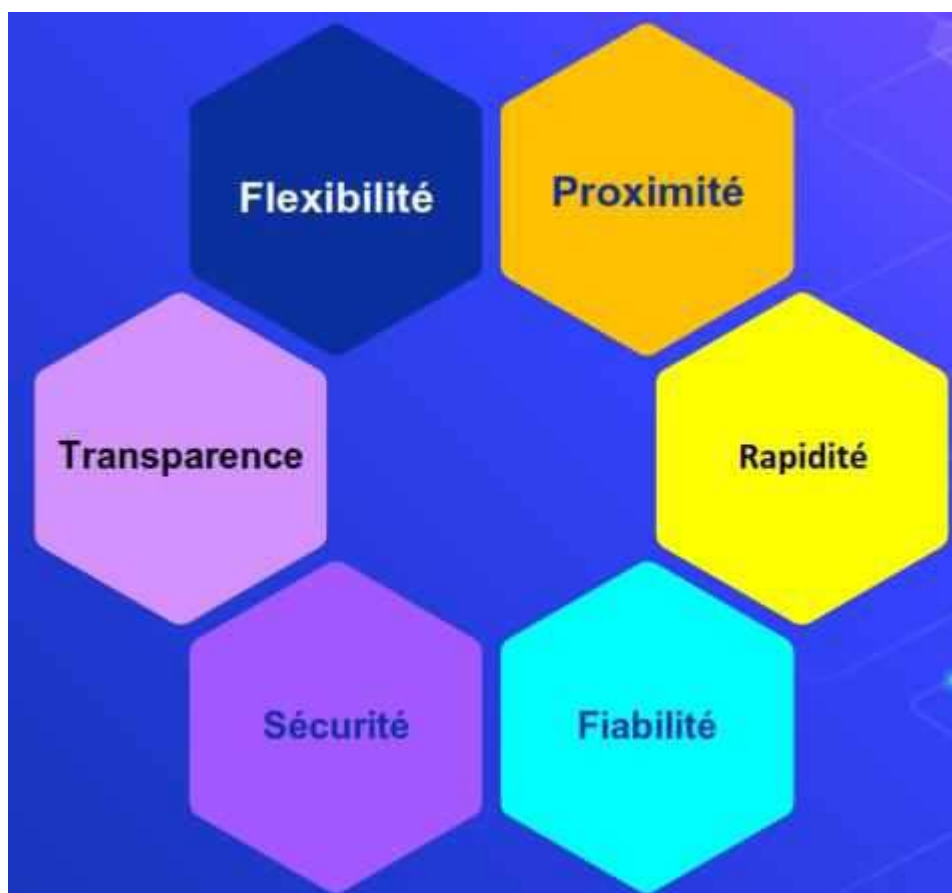 Flexibilité
Proximité
Transparence
Rapidité
Sécurité
Fiabilité